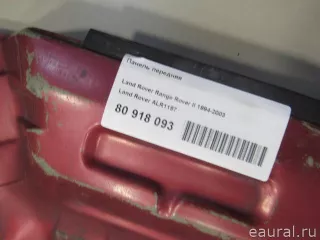 Панель передняя
Land Rover Range Rover II 1994-2003
Land Rover ALR1197
80 918 093
eaural.ru